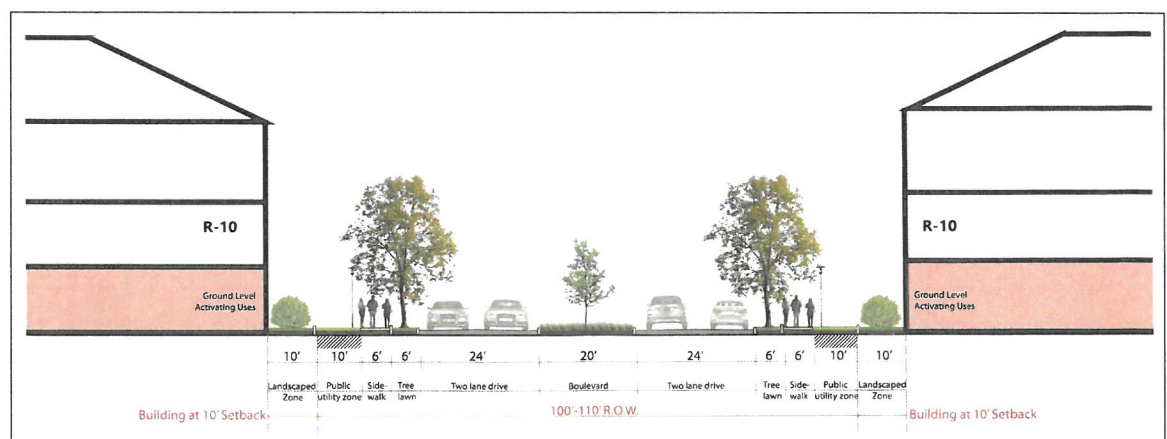 R-10
R-10
Ground Level
Activating Uses
Ground Level
Activating Uses
10' 10' 6' 6' 24' 20' 24' 6' 6' 10' 10'
Landscaped
Zone
Public
utility zone
Side-
walk
Tree
lawn
Two lane drive
Boulevard
Two lane drive
Tree
lawn
Side-
walk
Public
utility zone
Landscaped
Zone
Building at 10' Setback
100'-110' R.O.W.
Building at 10' Setback